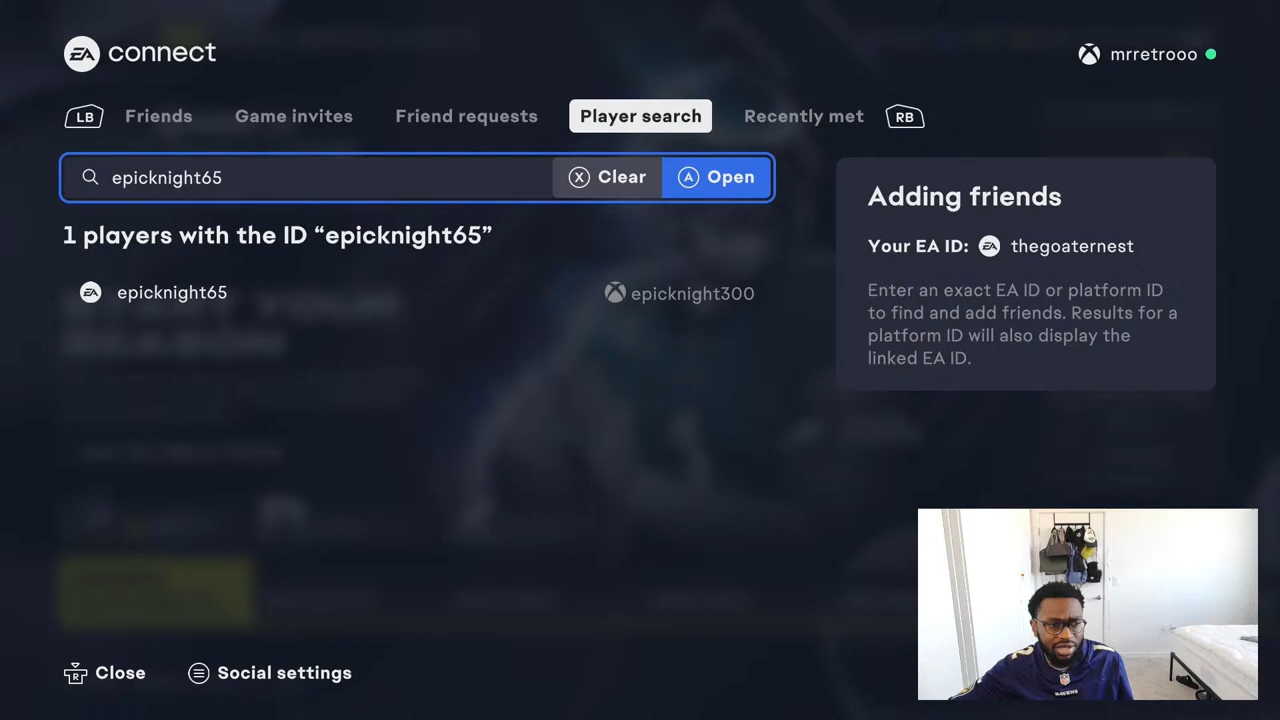 EA connect
mrretrooo
LB Friends Game invites Friend requests Player search Recently met RB
epicknight65 X Clear A Open
1 players with the ID “epicknight65”
EA epicknight65 epicknight300
Adding friends
Your EA ID: EA thegoaternest
Enter an exact EA ID or platform ID
to find and add friends. Results for a
platform ID will also display the
linked EA ID.
R Close Social settings
RAVENS